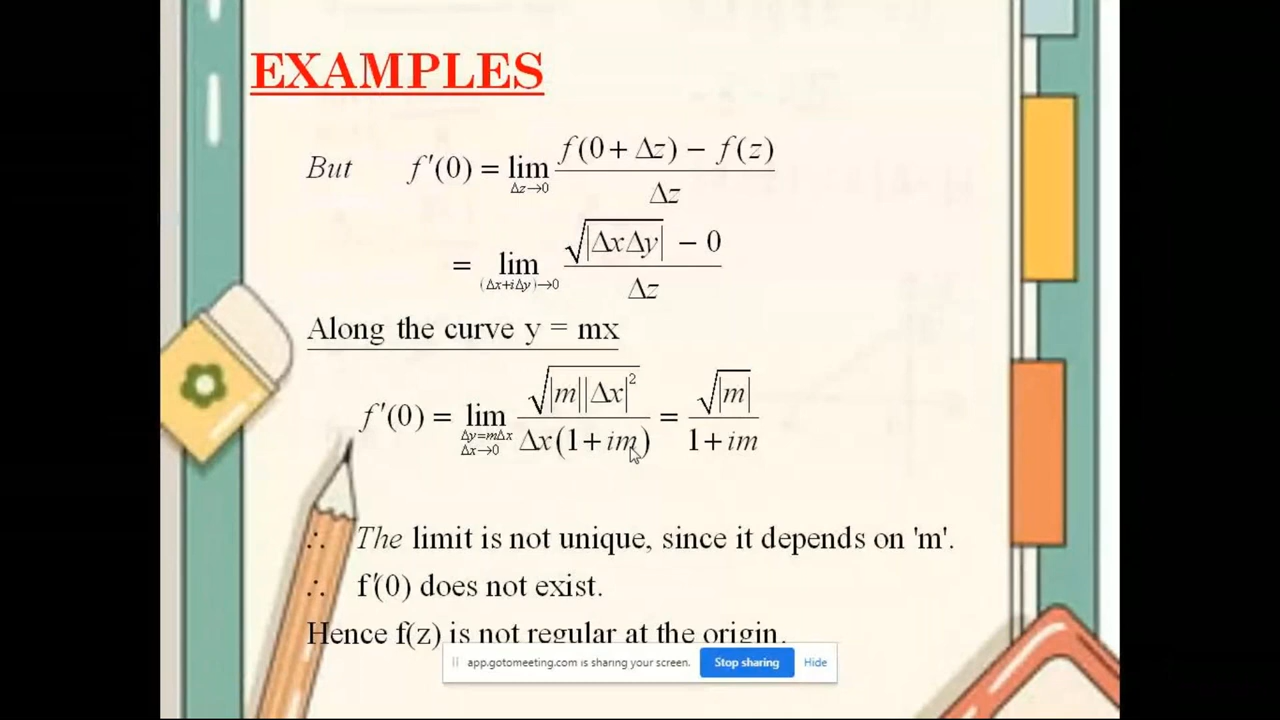 EXAMPLES
But f'(0) = lim Δz→0 f(0 + Δz) − f(z) / Δz
= lim (Δx+iΔy)→0 √|ΔxΔy| − 0 / Δz
Along the curve y = mx
f'(0) = lim Δy=mΔx Δx→0 √|m||Δx|² / Δx(1 + im) = √|m| / 1 + im
∴ The limit is not unique, since it depends on 'm'.
∴ f'(0) does not exist.
Hence f(z) is not regular at the origin.
app.gotomeeting.com is sharing your screen. Stop sharing Hide